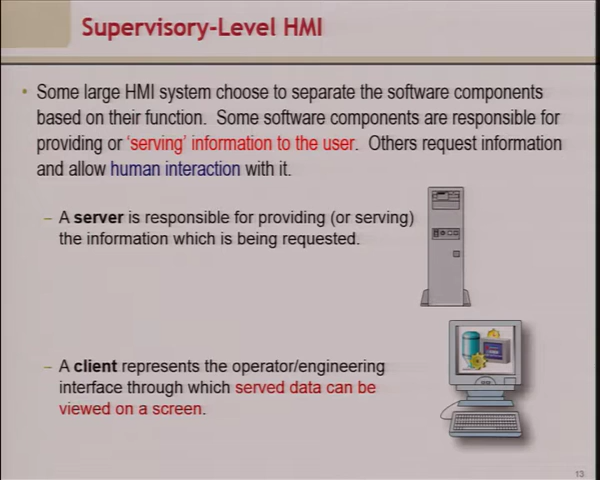 Supervisory-Level HMI
• Some large HMI system choose to separate the software components
based on their function. Some software components are responsible for
providing or 'serving' information to the user. Others request information
and allow human interaction with it.
– A server is responsible for providing (or serving)
the information which is being requested.
– A client represents the operator/engineering
interface through which served data can be
viewed on a screen.
13